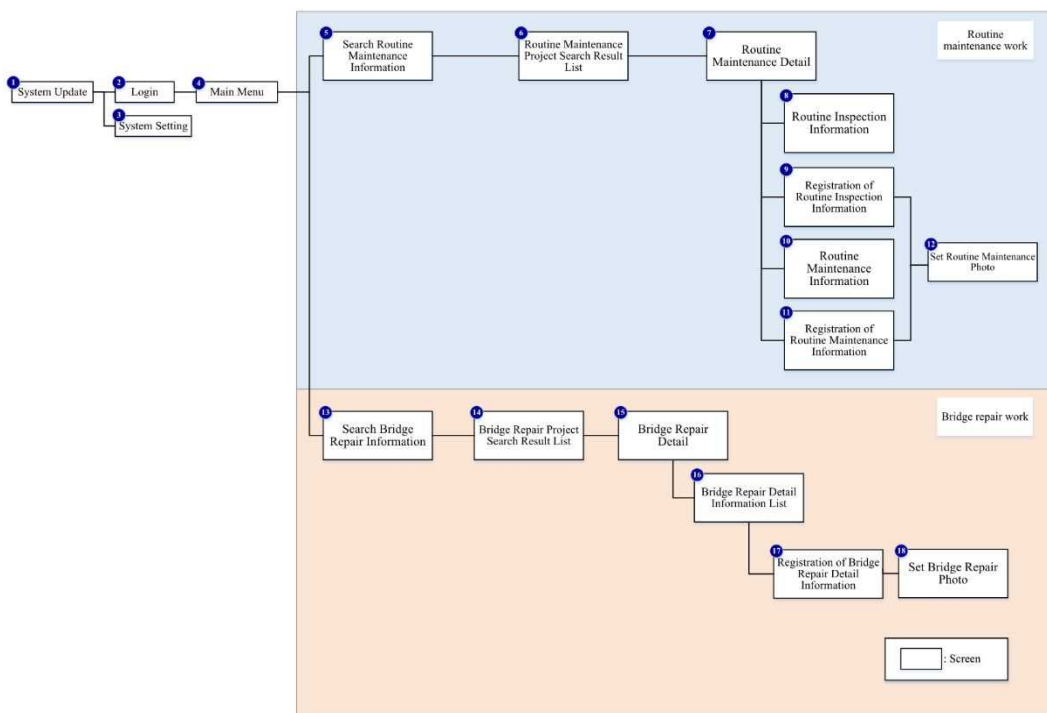 1
System Update
2
Login
3
System Setting
4
Main Menu
5
Search Routine
Maintenance
Information
6
Routine Maintenance
Project Search Result
List
7
Routine
Maintenance Detail
Routine
maintenance work
8
Routine Inspection
Information
9
Registration of
Routine Inspection
Information
10
Routine
Maintenance
Information
11
Registration of
Routine Maintenance
Information
12
Set Routine Maintenance
Photo
13
Search Bridge
Repair Information
14
Bridge Repair Project
Search Result List
15
Bridge Repair
Detail
Bridge repair work
16
Bridge Repair Detail
Information List
17
Registration of Bridge
Repair Detail
Information
18
Set Bridge Repair
Photo
: Screen